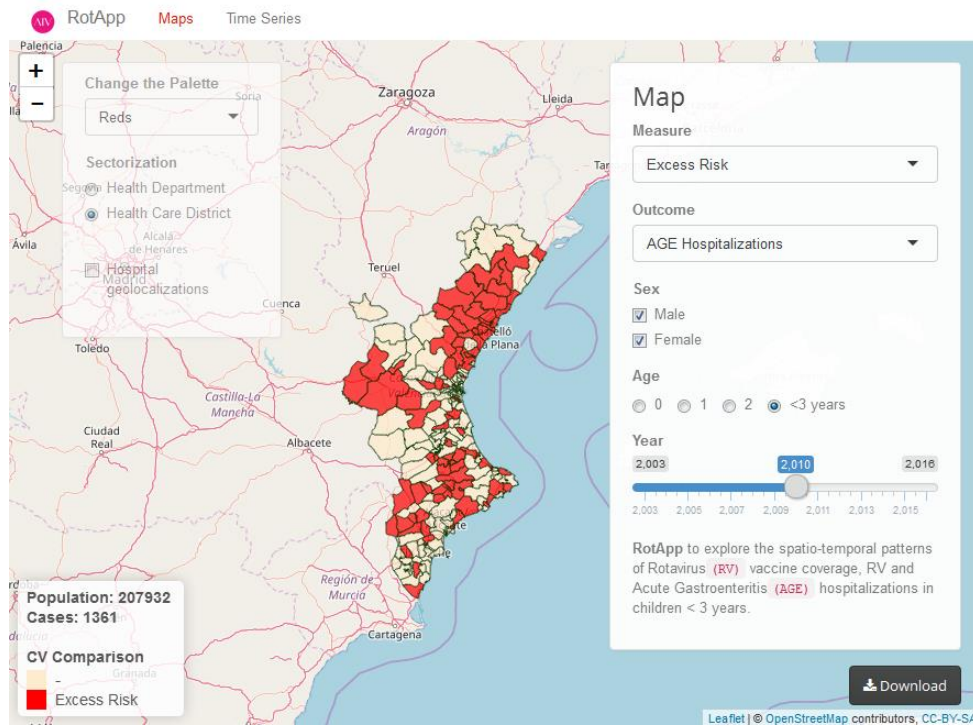 RotApp Maps Time Series
Palencia
+
−
Change the Palette
Reds
Soria
Sectorization
Health Department
Health Care District
Hospital
geolocalizations
Ávila
Alcalá
de Henares
Madrid
Toledo
Zaragoza
Aragón
Lleida
Teruel
Cuenca
Castilla-La
Mancha
Ciudad
Real
Albacete
Región de
Murcia
Cartagena
Population: 207932
Cases: 1361
CV Comparison
-
Excess Risk
Granada
Map
Measure
Excess Risk
Outcome
AGE Hospitalizations
Sex
Male
Female
Age
0 1 2 <3 years
Year
2,003 2,010 2,016
2,003 2,005 2,007 2,009 2,011 2,013 2,015
RotApp to explore the spatio-temporal patterns
of Rotavirus (RV) vaccine coverage, RV and
Acute Gastroenteritis (AGE) hospitalizations in
children < 3 years.
Download
Leaflet | © OpenStreetMap contributors, CC-BY-SA